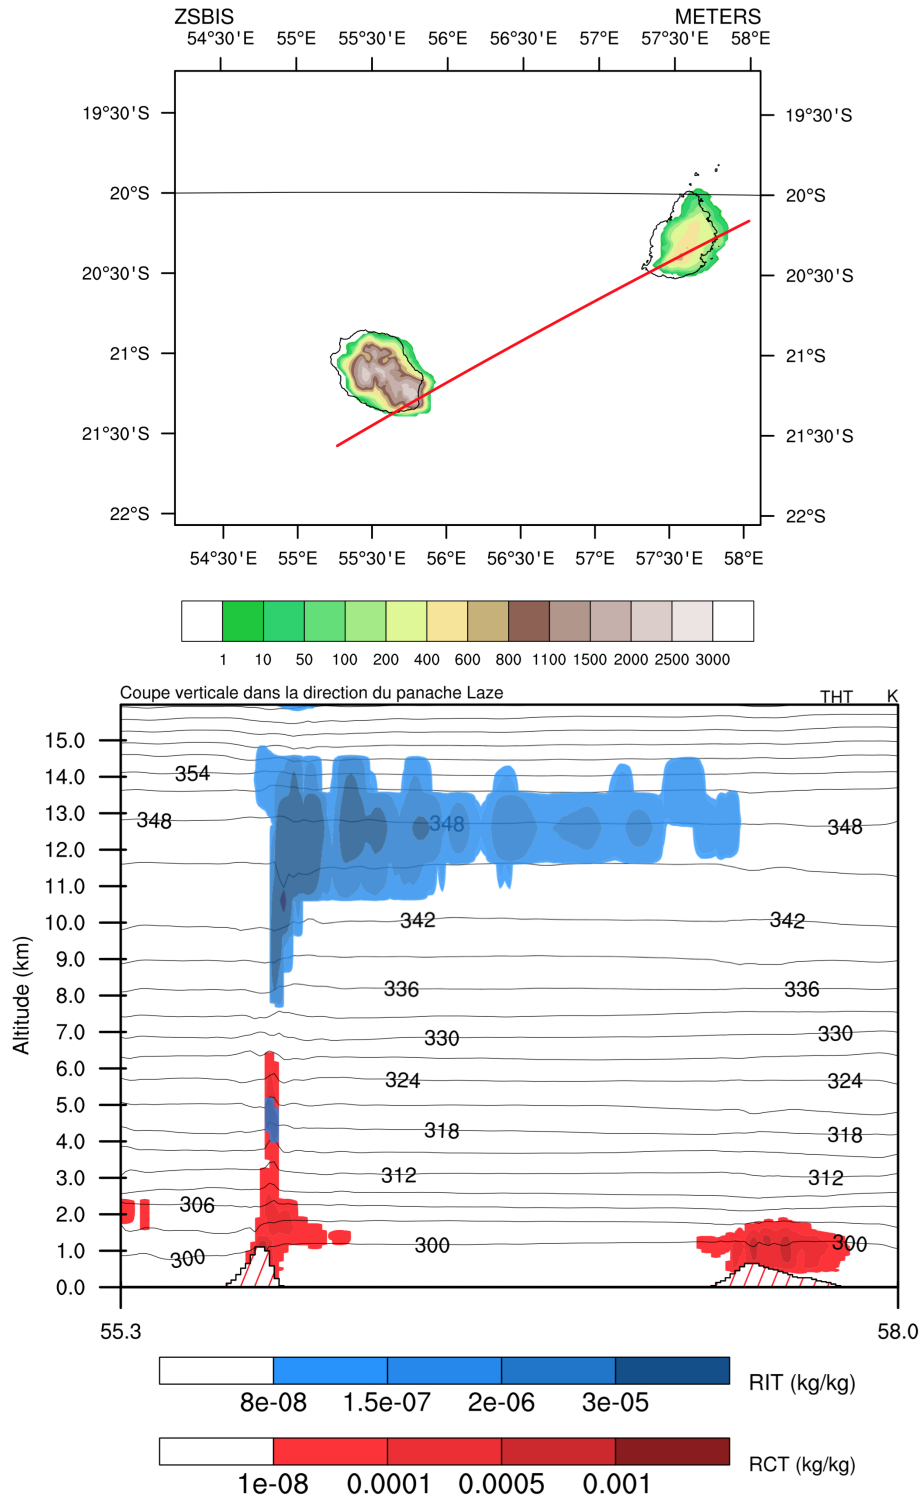 ZSBIS METERS
54°30'E 55°E 55°30'E 56°E 56°30'E 57°E 57°30'E 58°E
19°30'S 19°30'S
20°S 20°S
20°30'S 20°30'S
21°S 21°S
21°30'S 21°30'S
22°S 22°S
54°30'E 55°E 55°30'E 56°E 56°30'E 57°E 57°30'E 58°E
1 10 50 100 200 400 600 800 1100 1500 2000 2500 3000
Coupe verticale dans la direction du panache Laze THT K
15.0
14.0 354
13.0 348 348 348
12.0
11.0
10.0 342 342
9.0
8.0 336 336
7.0 330 330
6.0
5.0 324 324
4.0 318 318
3.0 312 312
2.0 306
1.0 300 300 300
0.0
Altitude (km)
55.3 58.0
RIT (kg/kg)
8e-08 1.5e-07 2e-06 3e-05
RCT (kg/kg)
1e-08 0.0001 0.0005 0.001